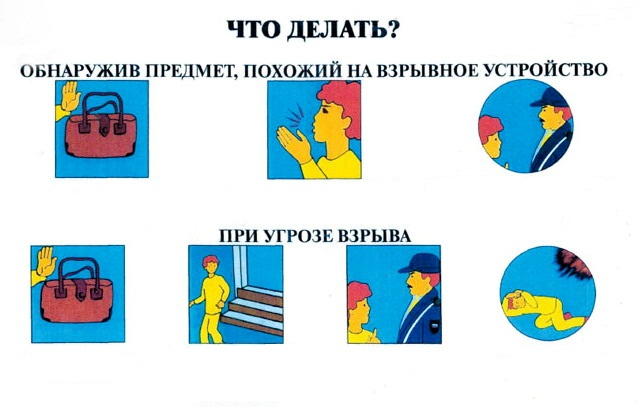 ЧТО ДЕЛАТЬ?
ОБНАРУЖИВ ПРЕДМЕТ, ПОХОЖИЙ НА ВЗРЫВНОЕ УСТРОЙСТВО
ПРИ УГРОЗЕ ВЗРЫВА